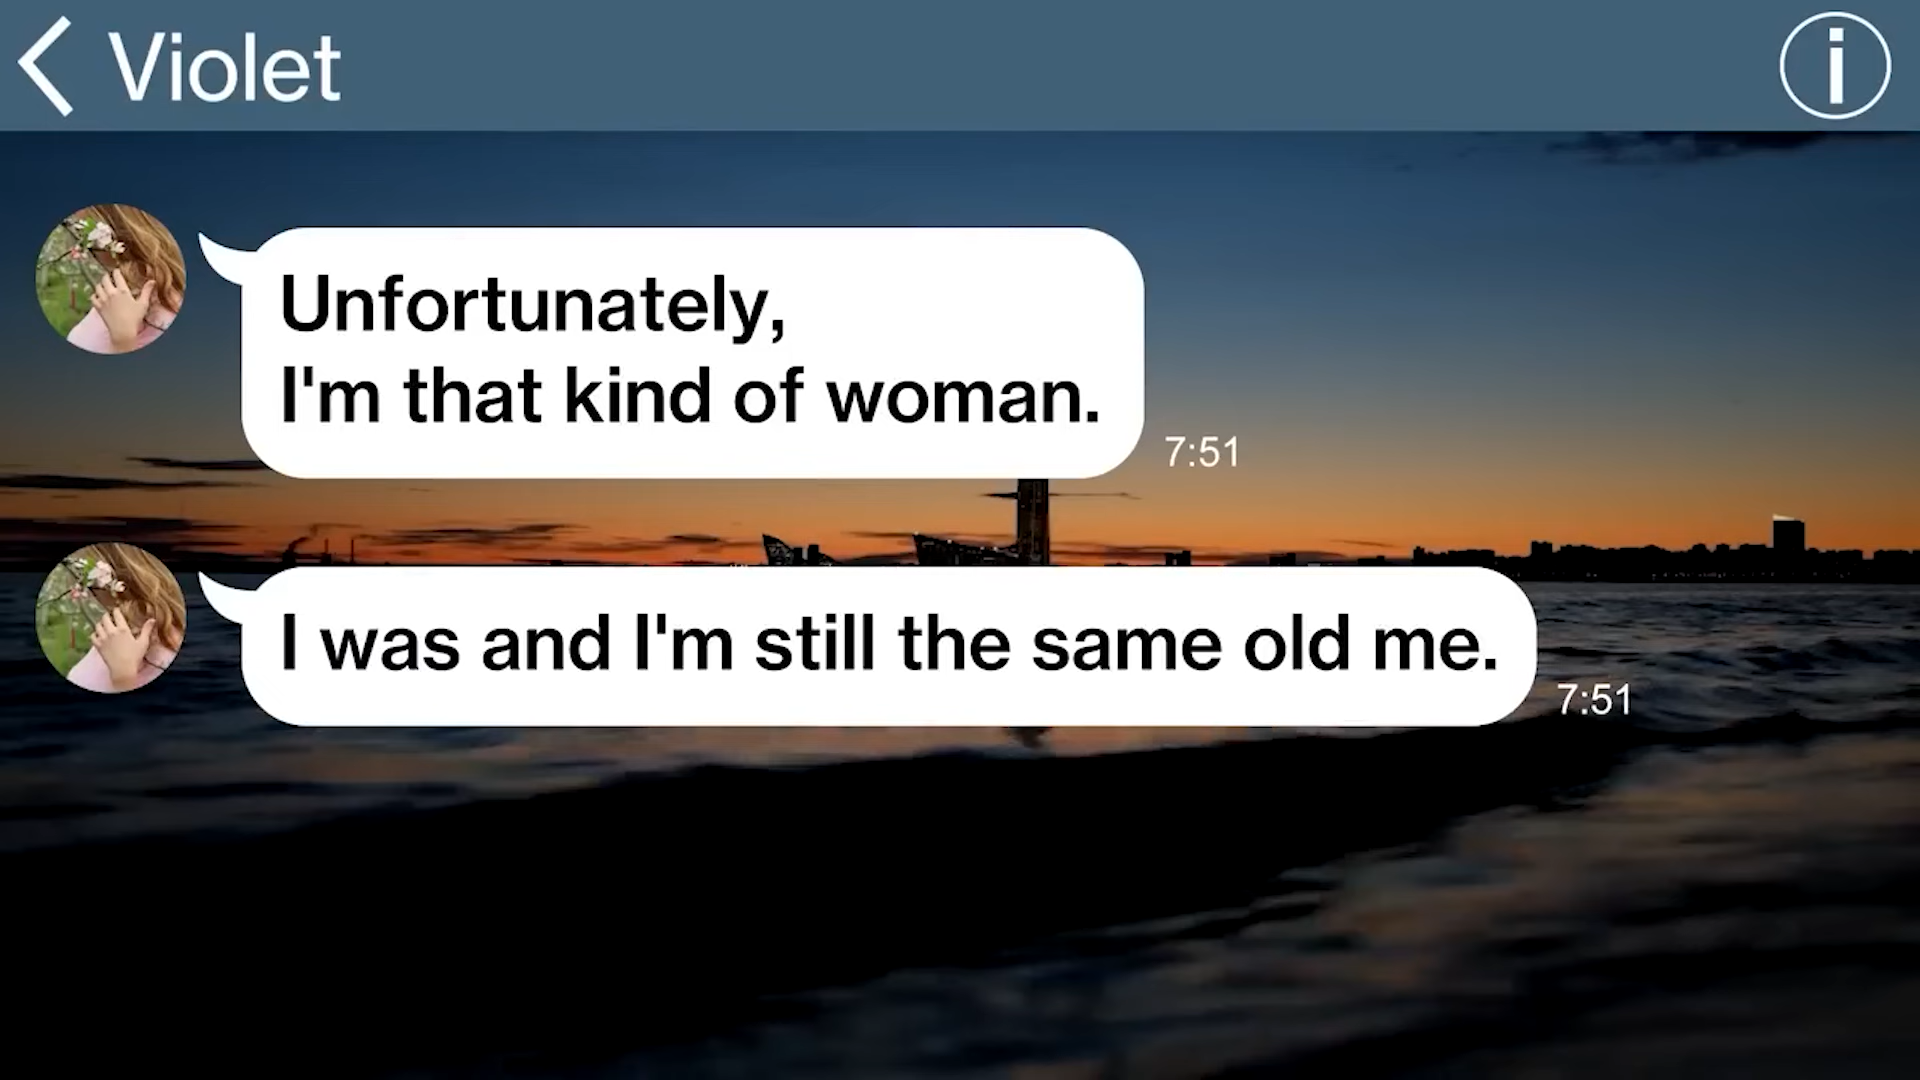 Violet
Unfortunately,
I'm that kind of woman.
7:51
I was and I'm still the same old me.
7:51